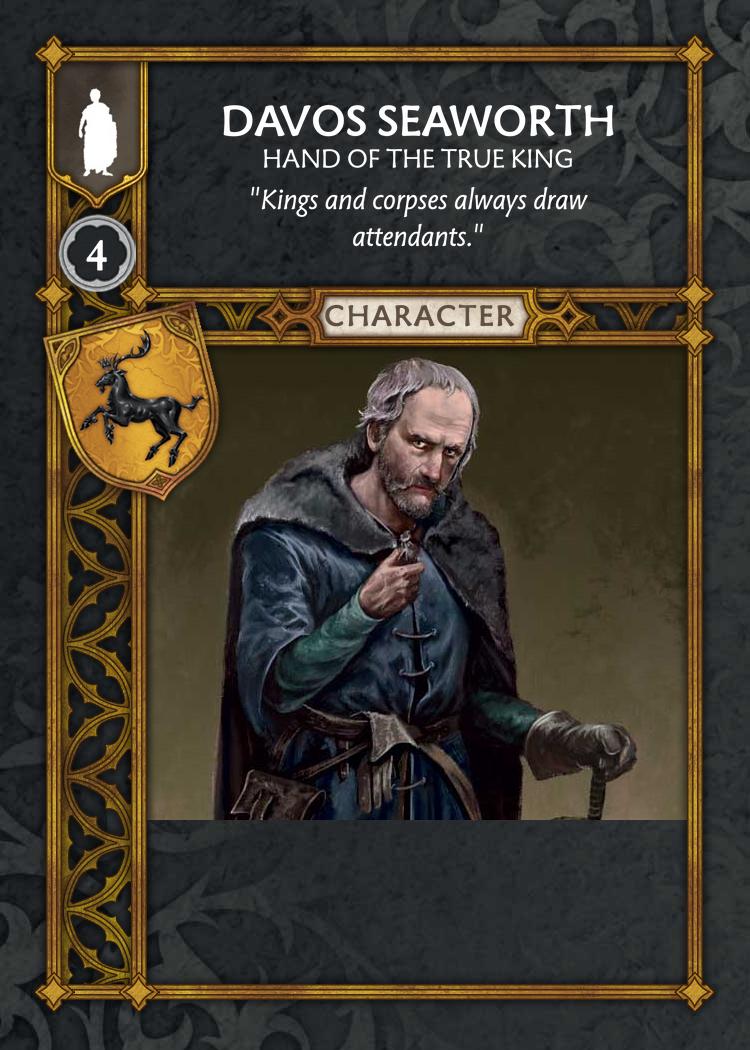 DAVOS SEAWORTH
HAND OF THE TRUE KING
"Kings and corpses always draw
attendants."
4
CHARACTER